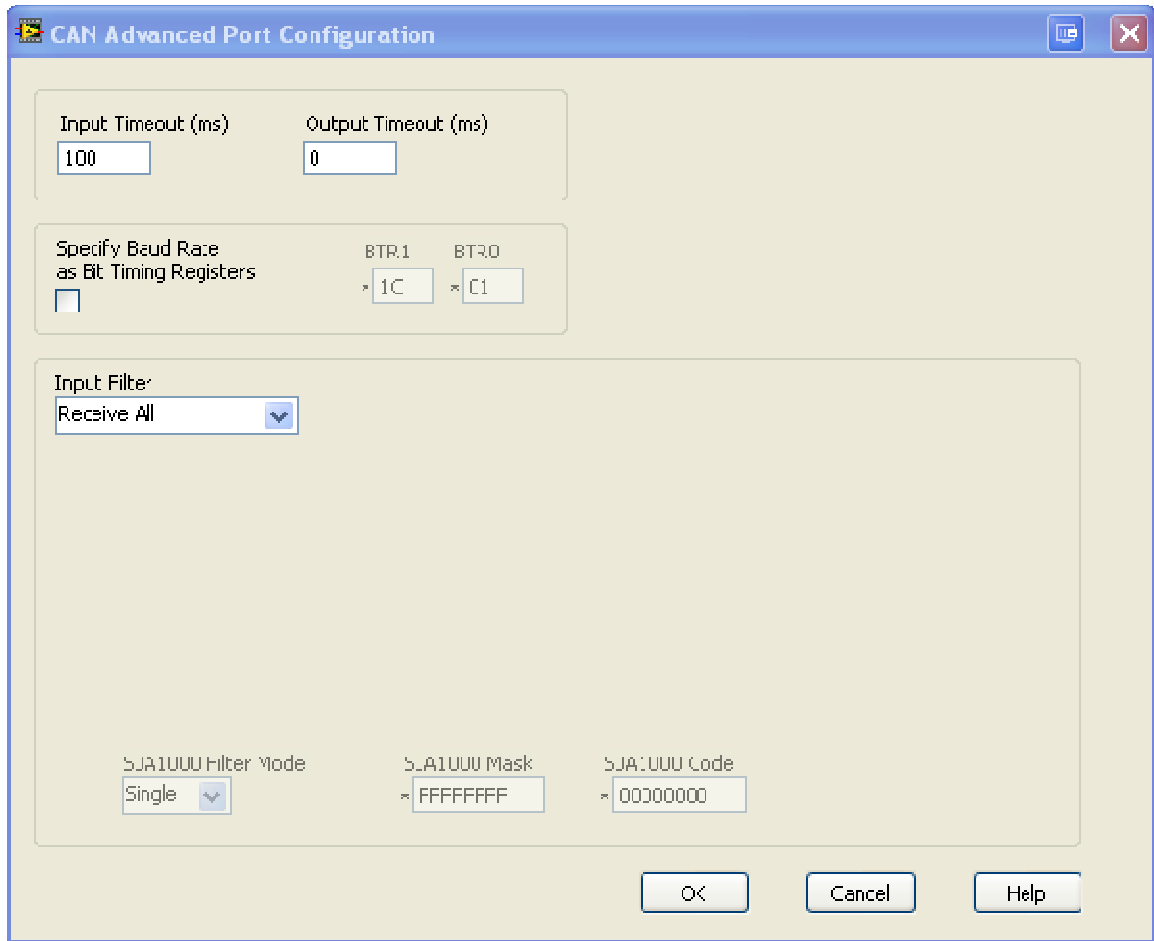 CAN Advanced Port Configuration
Input Timeout (ms) Output Timeout (ms)
100 0
Specify Baud Rate
as Bit Timing Registers
BTR1 BTR0
x 1C x C1
Input Filter
Receive All
SJA1000 Filter Mode SJA1000 Mask SJA1000 Code
Single x FFFFFFFF x 00000000
OK Cancel Help